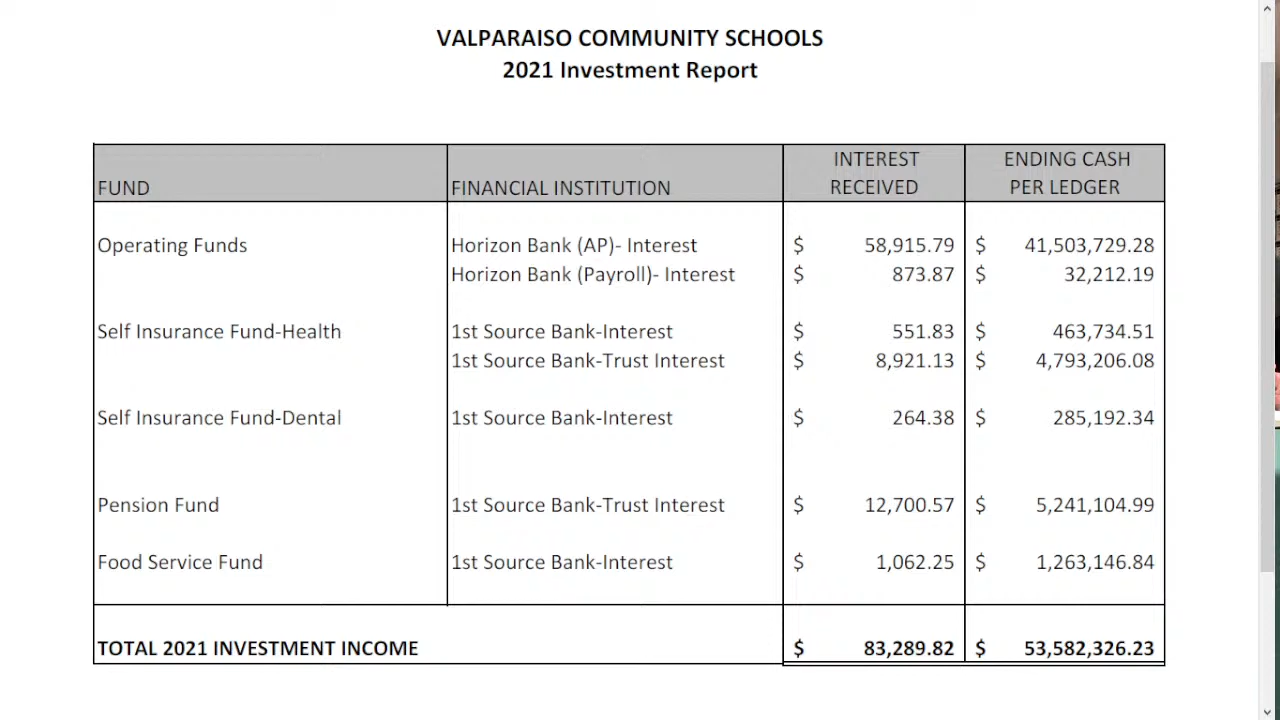 VALPARAISO COMMUNITY SCHOOLS
2021 Investment Report
FUND FINANCIAL INSTITUTION INTEREST RECEIVED ENDING CASH PER LEDGER
Operating Funds Horizon Bank (AP)- Interest $ 58,915.79 $ 41,503,729.28
Horizon Bank (Payroll)- Interest $ 873.87 $ 32,212.19
Self Insurance Fund-Health 1st Source Bank-Interest $ 551.83 $ 463,734.51
1st Source Bank-Trust Interest $ 8,921.13 $ 4,793,206.08
Self Insurance Fund-Dental 1st Source Bank-Interest $ 264.38 $ 285,192.34
Pension Fund 1st Source Bank-Trust Interest $ 12,700.57 $ 5,241,104.99
Food Service Fund 1st Source Bank-Interest $ 1,062.25 $ 1,263,146.84
TOTAL 2021 INVESTMENT INCOME $ 83,289.82 $ 53,582,326.23